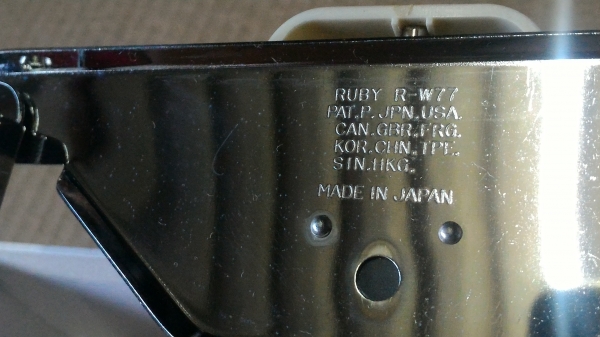 RUBY R-W77
PAT.P. JPN.USA.
CAN.GBR.FRG.
KOR.CHN.TPE.
SIN.HKG.
MADE IN JAPAN